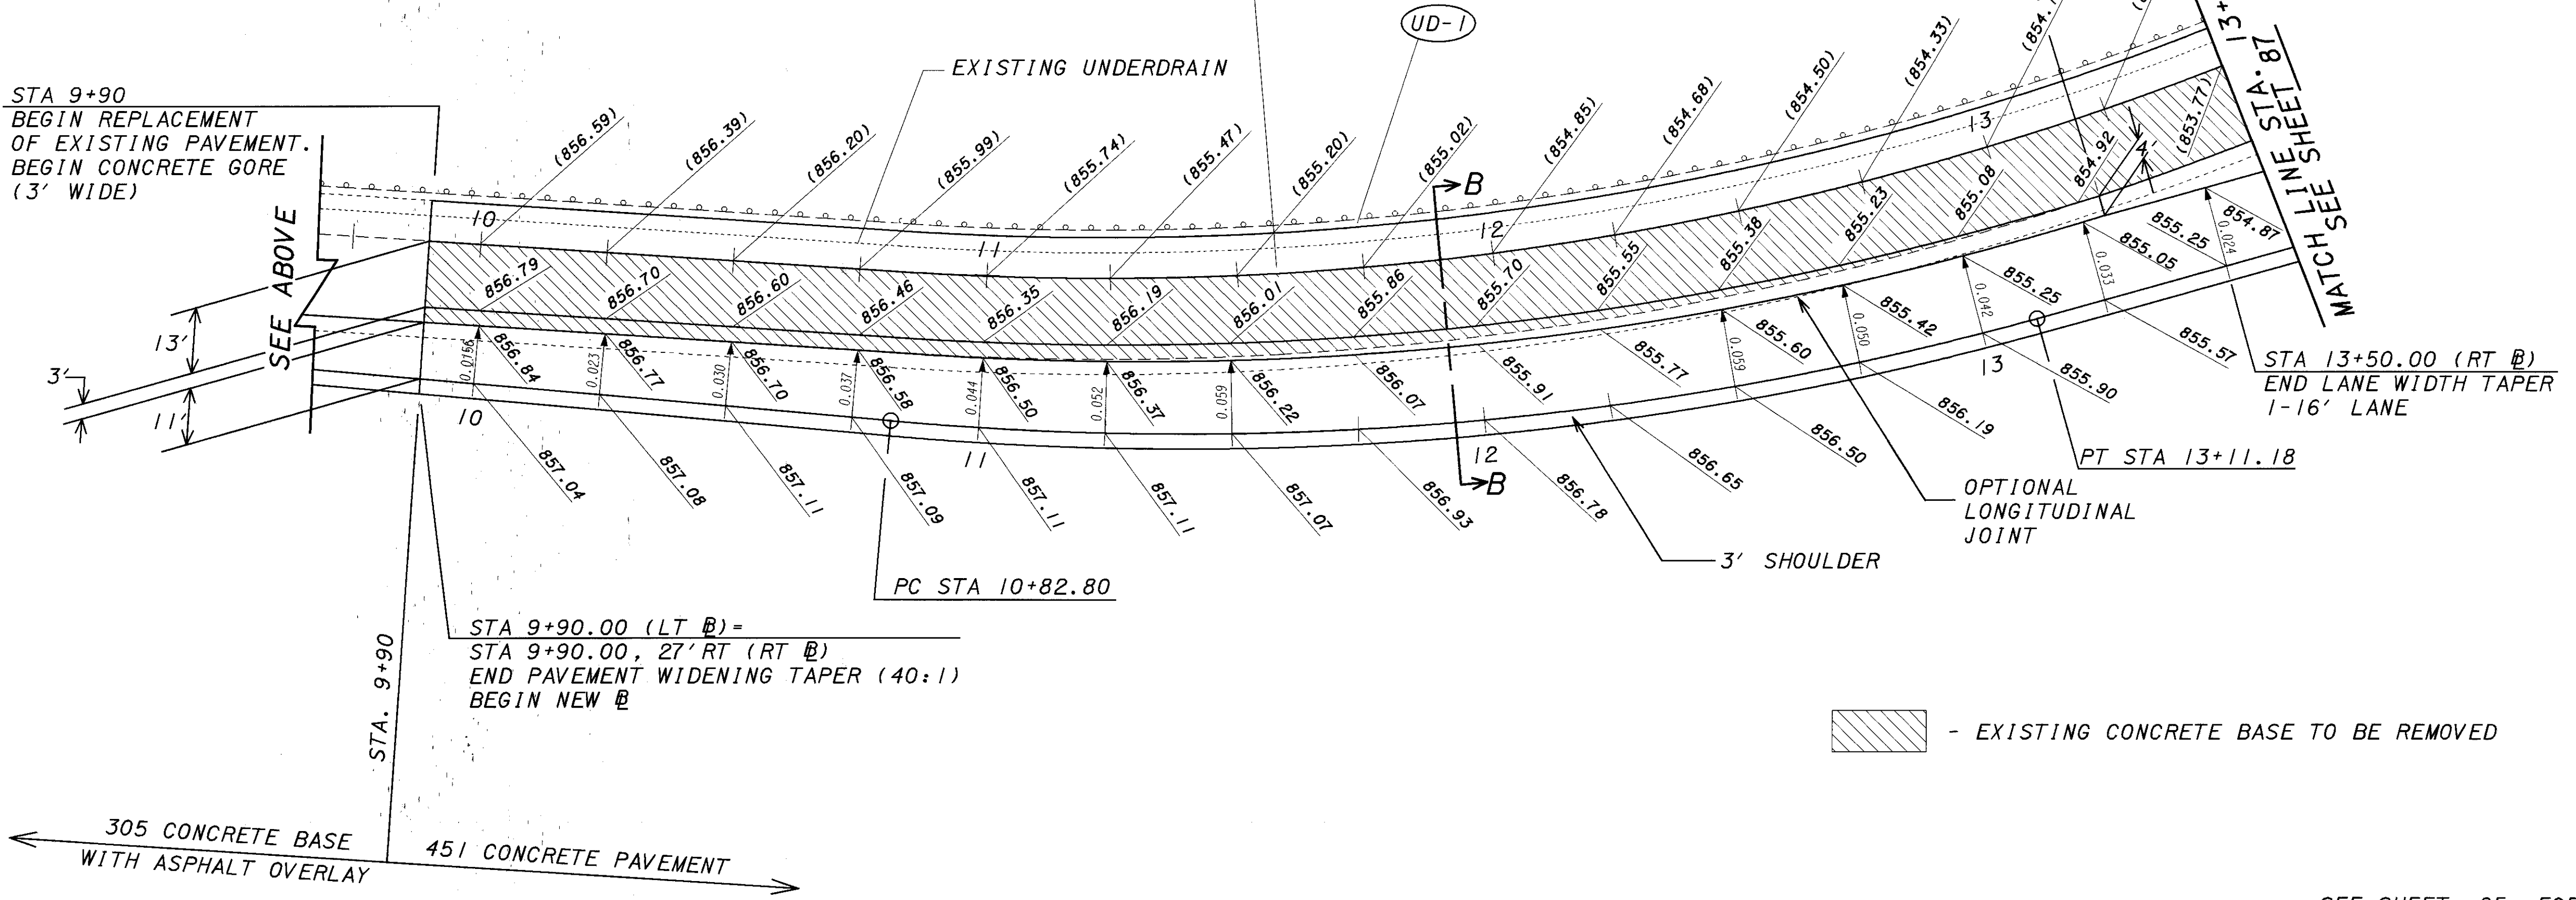 UD-1
EXISTING UNDERDRAIN
STA 9+90
BEGIN REPLACEMENT
OF EXISTING PAVEMENT.
BEGIN CONCRETE GORE
(3' WIDE)
SEE ABOVE
13'
3'
11'
(856.59)
(856.39)
(856.20)
(855.99)
(855.74)
(855.47)
(855.20)
(855.02)
(854.85)
(854.68)
(854.50)
(854.33)
(853.77)
10
11
12
13
B
856.79
856.70
856.60
856.46
856.35
856.19
856.01
855.86
855.70
855.55
855.38
855.23
855.08
854.92
4'
0.0156
0.023
0.030
0.037
0.044
0.052
0.059
0.059
0.050
0.042
0.033
0.024
856.84
856.77
856.70
856.58
856.50
856.37
856.22
856.07
855.91
855.77
855.60
855.42
855.25
855.05
855.25
854.87
10
11
12
13
B
857.04
857.08
857.11
857.09
857.11
857.11
857.07
856.93
856.78
856.65
856.50
856.19
855.90
855.57
MATCH LINE STA. 13+
SEE SHEET 87
STA 13+50.00 (RT BL)
END LANE WIDTH TAPER
1-16' LANE
PT STA 13+11.18
OPTIONAL
LONGITUDINAL
JOINT
3' SHOULDER
PC STA 10+82.80
STA 9+90.00 (LT BL)=
STA 9+90.00, 27'RT (RT BL)
END PAVEMENT WIDENING TAPER (40:1)
BEGIN NEW BL
STA. 9+90
- EXISTING CONCRETE BASE TO BE REMOVED
305 CONCRETE BASE
WITH ASPHALT OVERLAY
451 CONCRETE PAVEMENT